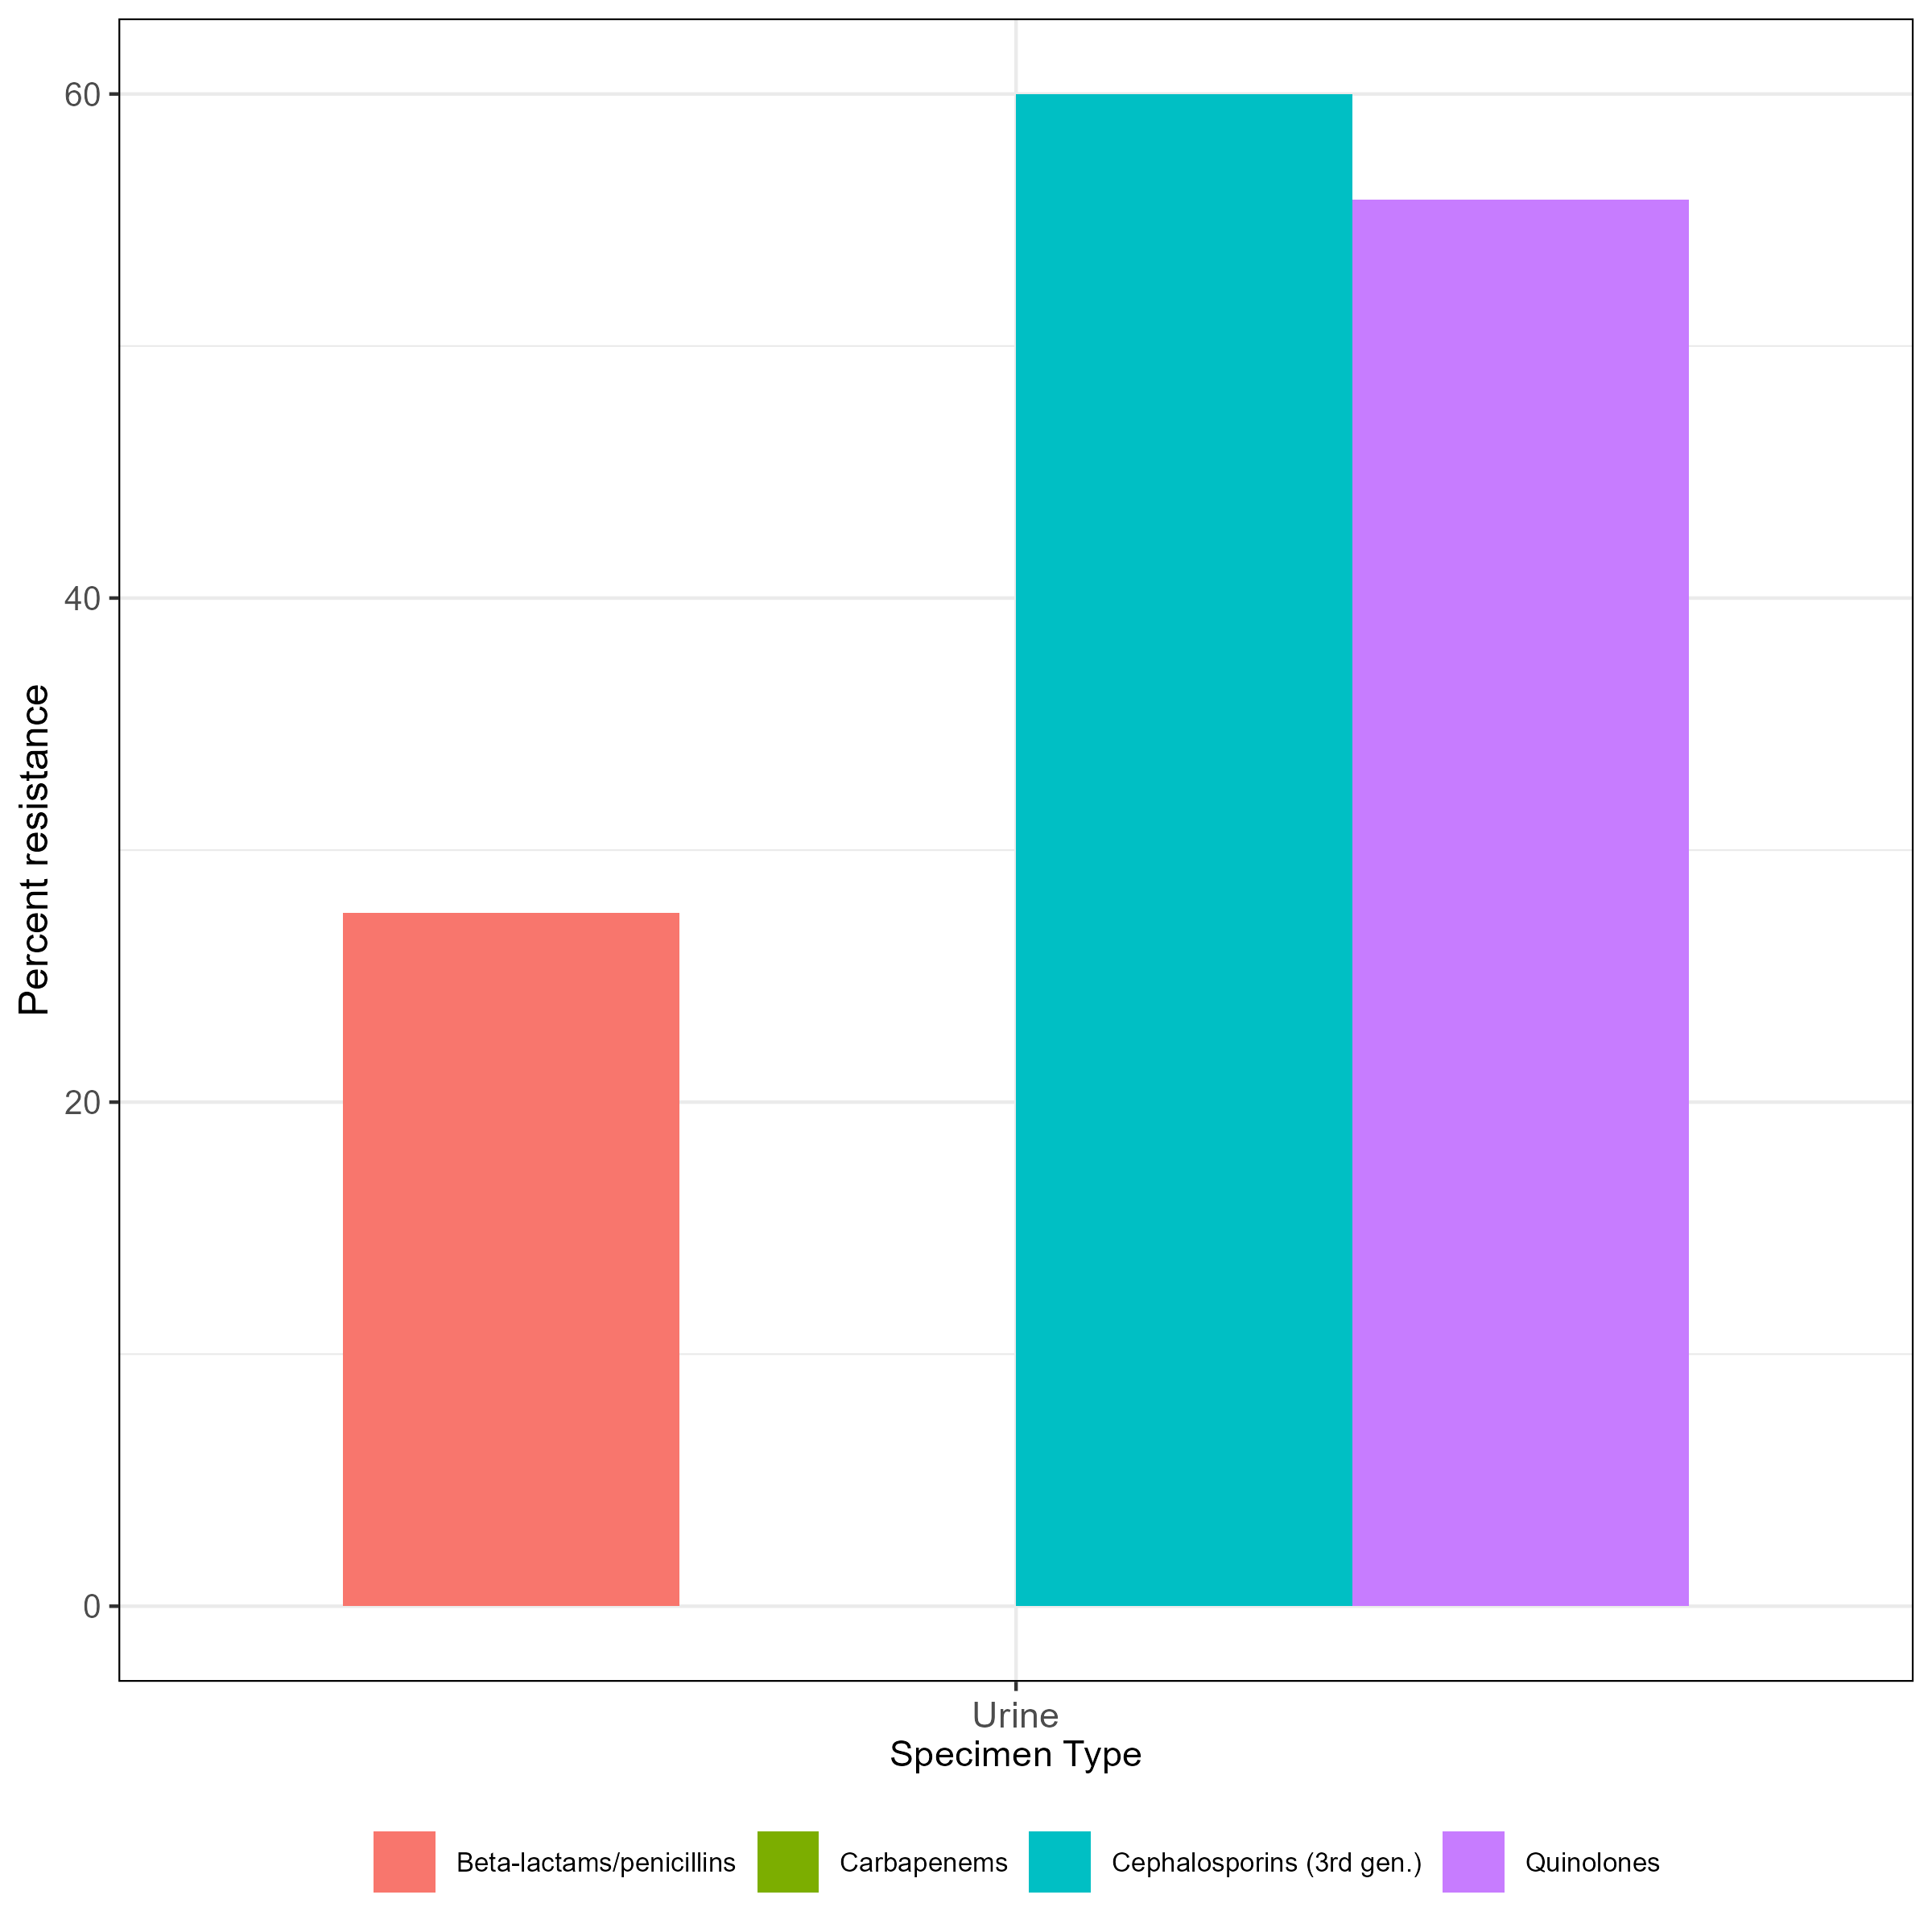 60
40
20
0
Percent resistance
Urine
Specimen Type
Beta-lactams/penicillins Carbapenems Cephalosporins (3rd gen.) Quinolones